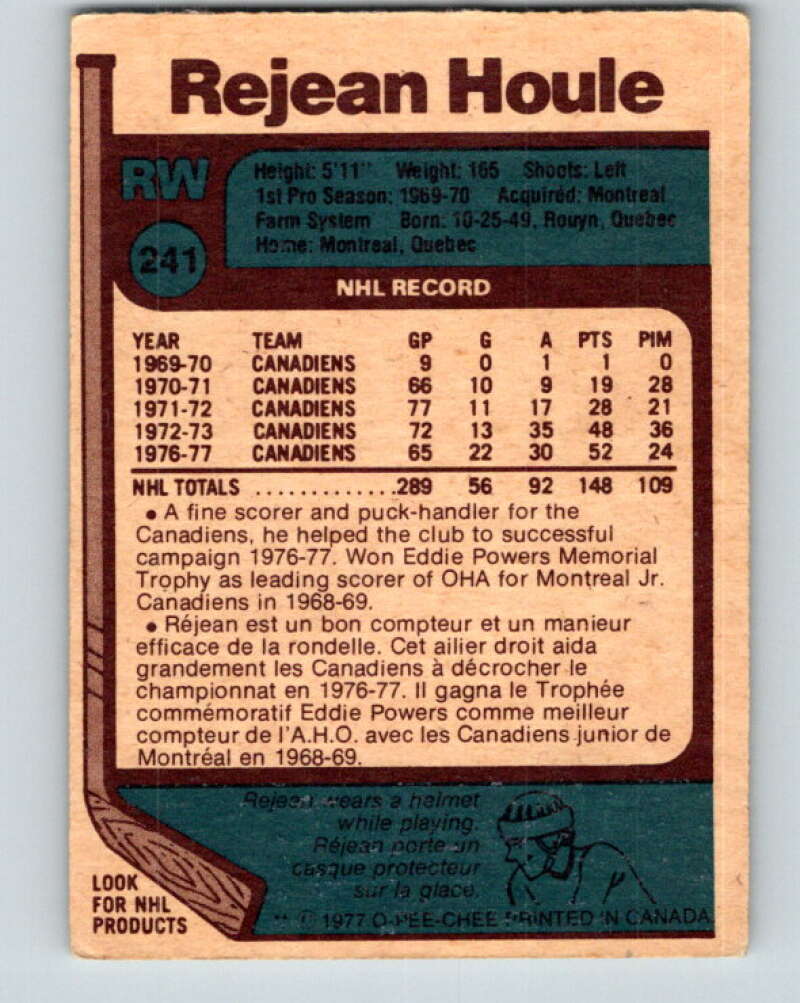 Rejean Houle
RW
241
Height: 5'11" Weight: 165 Shoots: Left
1st Pro Season: 1969-70 Acquired: Montreal
Farm System Born: 10-25-49, Rouyn, Quebec
Home: Montreal, Quebec
NHL RECORD
YEAR TEAM GP G A PTS PIM
1969-70 CANADIENS 9 0 1 1 0
1970-71 CANADIENS 66 10 9 19 28
1971-72 CANADIENS 77 11 17 28 21
1972-73 CANADIENS 72 13 35 48 36
1976-77 CANADIENS 65 22 30 52 24
NHL TOTALS .............289 56 92 148 109
• A fine scorer and puck-handler for the
Canadiens, he helped the club to successful
campaign 1976-77. Won Eddie Powers Memorial
Trophy as leading scorer of OHA for Montreal Jr.
Canadiens in 1968-69.
• Réjean est un bon compteur et un manieur
efficace de la rondelle. Cet ailier droit aida
grandement les Canadiens à décrocher le
championnat en 1976-77. Il gagna le Trophée
commémoratif Eddie Powers comme meilleur
compteur de l'A.H.O. avec les Canadiens junior de
Montréal en 1968-69.
Rejean wears a helmet
while playing.
Réjean porte un
casque protecteur
sur la glace.
LOOK
FOR NHL
PRODUCTS
** © 1977 O-PEE-CHEE PRINTED IN CANADA